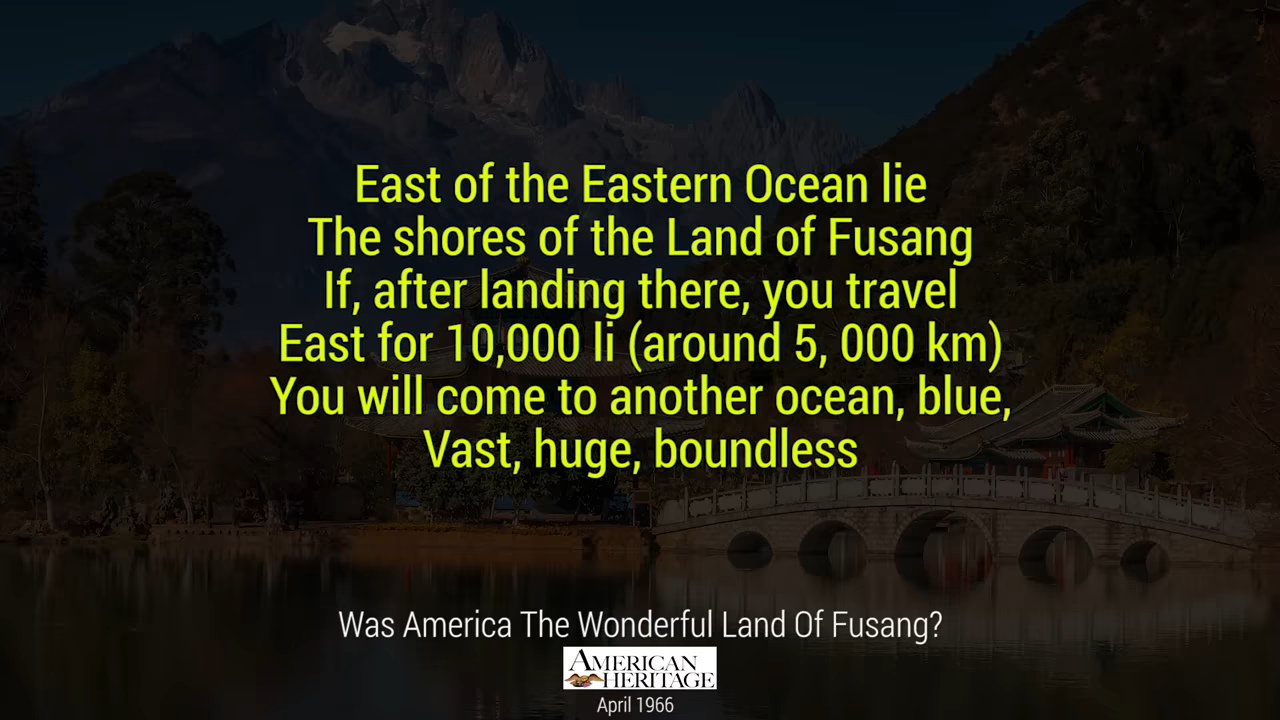 East of the Eastern Ocean lie
The shores of the Land of Fusang
If, after landing there, you travel
East for 10,000 li (around 5, 000 km)
You will come to another ocean, blue,
Vast, huge, boundless
Was America The Wonderful Land Of Fusang?
AMERICAN
HERITAGE
April 1966